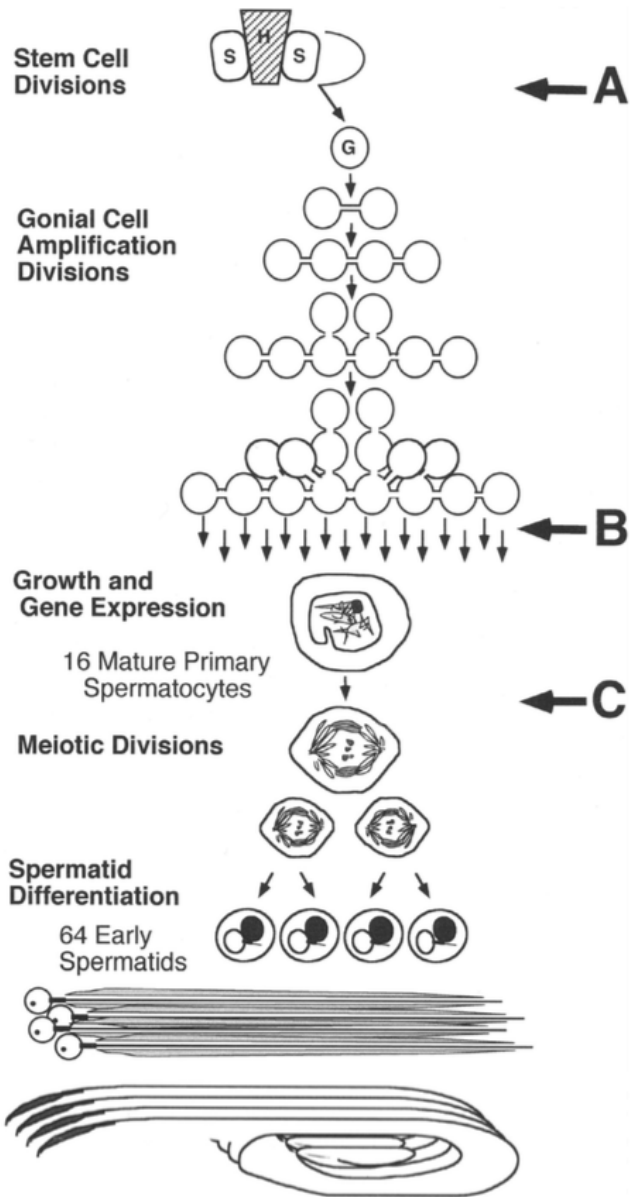 H
S S
Stem Cell
Divisions
A
G
Gonial Cell
Amplification
Divisions
B
Growth and
Gene Expression
16 Mature Primary
Spermatocytes
C
Meiotic Divisions
Spermatid
Differentiation
64 Early
Spermatids